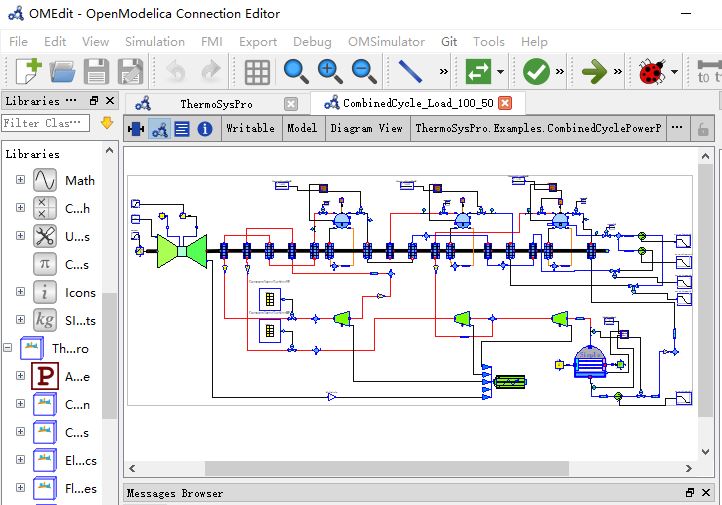 OMEdit - OpenModelica Connection Editor
File Edit View Simulation FMI Export Debug OMSimulator Git Tools Help
» » » to
Libraries ··· ThermoSysPro CombinedCycle_Load_100_50
Filter Clas··· Writable Model Diagram View ThermoSysPro.Examples.CombinedCyclePowerP ···
Libraries
Math
C...h
U...s
π C...s
i Icons
kg SI...ts
Th...ro
P A...e
C...n
C...s
El...cs
Fl...es
Messages Browser